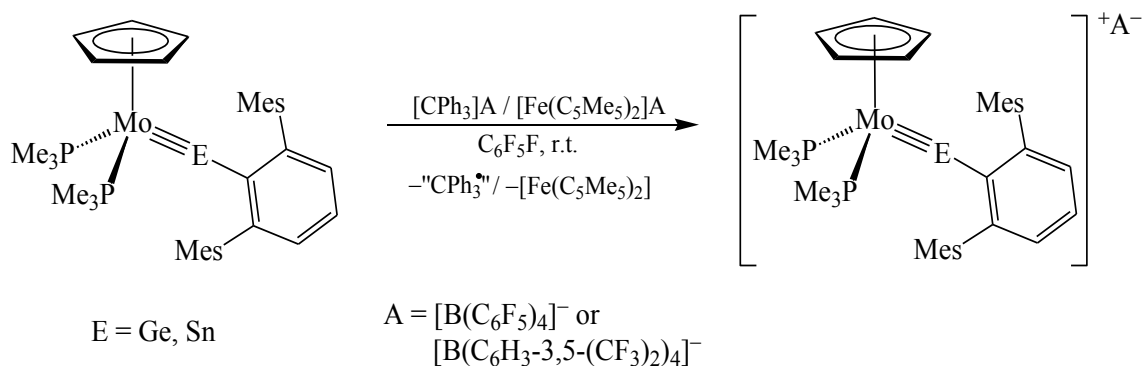 Mes
Mo
Me3P
Me3P
E
Mes
[CPh3]A / [Fe(C5Me5)2]A
C6F5F, r.t.
–"CPh3•" / –[Fe(C5Me5)2]
+A–
Mes
Mo
Me3P
Me3P
E
Mes
E = Ge, Sn
A = [B(C6F5)4]– or
[B(C6H3-3,5-(CF3)2)4]–